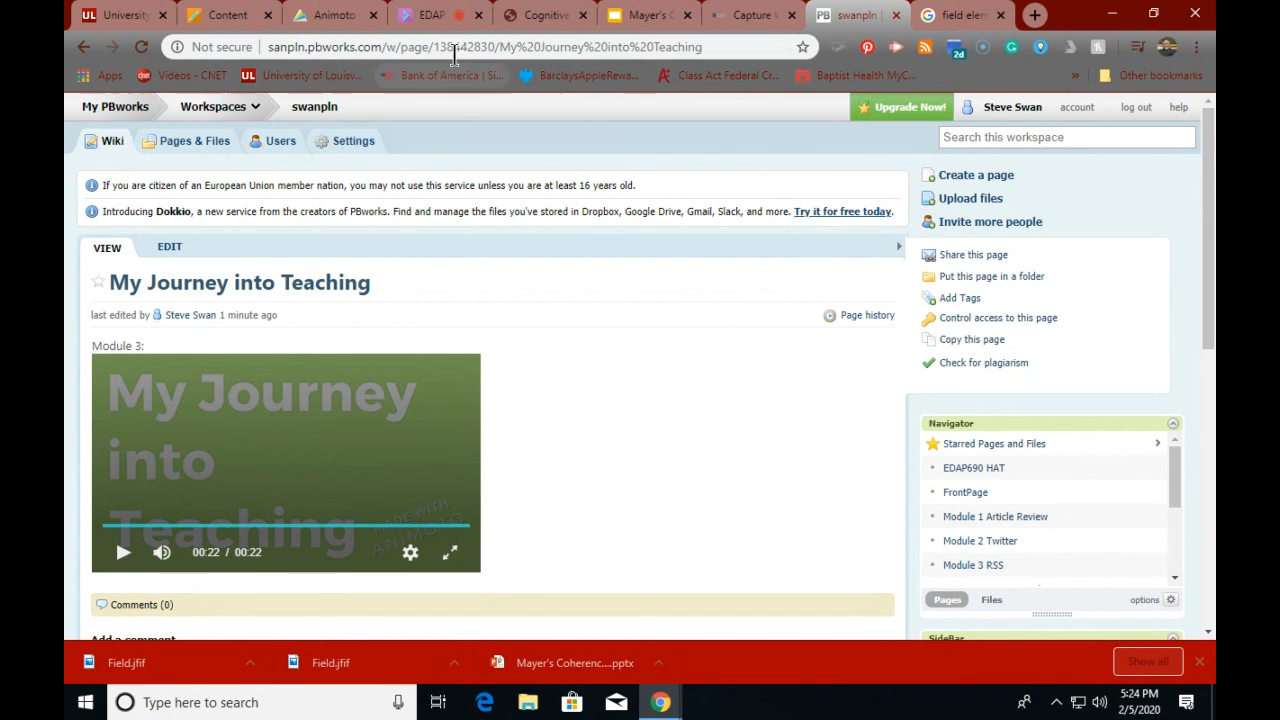 University
Content
Animoto
EDAP
Cognitive
Mayer's C
Capture
swanpln |
field elem
Not secure
sanpln.pbworks.com/w/page/138442830/My%20Journey%20into%20Teaching
2d
Apps
Videos - CNET
University of Louisv...
Bank of America | Si...
BarclaysAppleRewa...
Class Act Federal Cr...
Baptist Health MyC...
»
Other bookmarks
My PBworks
Workspaces
swanpln
Upgrade Now!
Steve Swan
account
log out
help
Wiki
Pages & Files
Users
Settings
Search this workspace
If you are citizen of an European Union member nation, you may not use this service unless you are at least 16 years old.
Introducing Dokkio, a new service from the creators of PBworks. Find and manage the files you've stored in Dropbox, Google Drive, Gmail, Slack, and more. Try it for free today.
Create a page
Upload files
Invite more people
VIEW
EDIT
Share this page
Put this page in a folder
Add Tags
Control access to this page
Copy this page
Check for plagiarism
My Journey into Teaching
last edited by Steve Swan 1 minute ago
Page history
Module 3:
My Journey
into
Teaching
MADE WITH
ANIMOTO
00:22 / 00:22
Navigator
Starred Pages and Files
EDAP690 HAT
FrontPage
Module 1 Article Review
Module 2 Twitter
Module 3 RSS
Pages
Files
options
Comments (0)
Add a comment
SideBar
Field.jfif
Field.jfif
Mayer's Coherenc....pptx
Show all
Type here to search
5:24 PM
2/5/2020